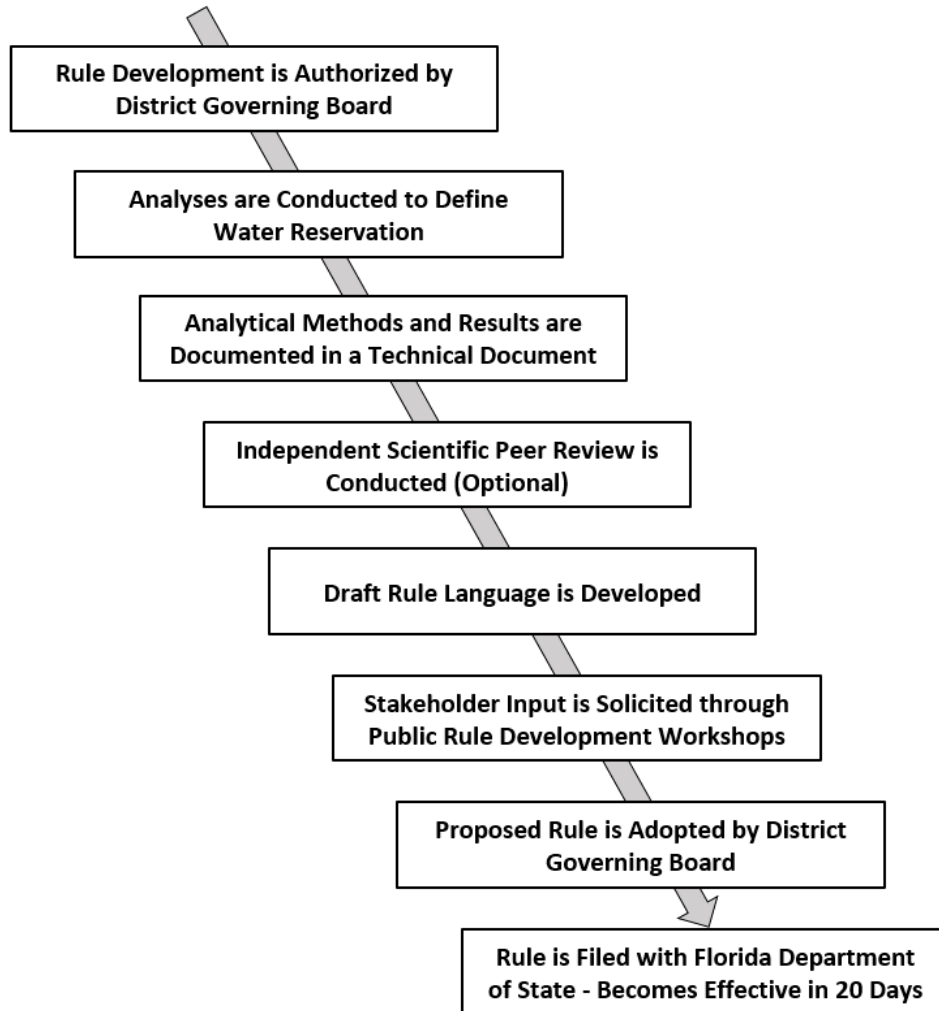 Rule Development is Authorized by
District Governing Board
Analyses are Conducted to Define
Water Reservation
Analytical Methods and Results are
Documented in a Technical Document
Independent Scientific Peer Review is
Conducted (Optional)
Draft Rule Language is Developed
Stakeholder Input is Solicited through
Public Rule Development Workshops
Proposed Rule is Adopted by District
Governing Board
Rule is Filed with Florida Department
of State - Becomes Effective in 20 Days